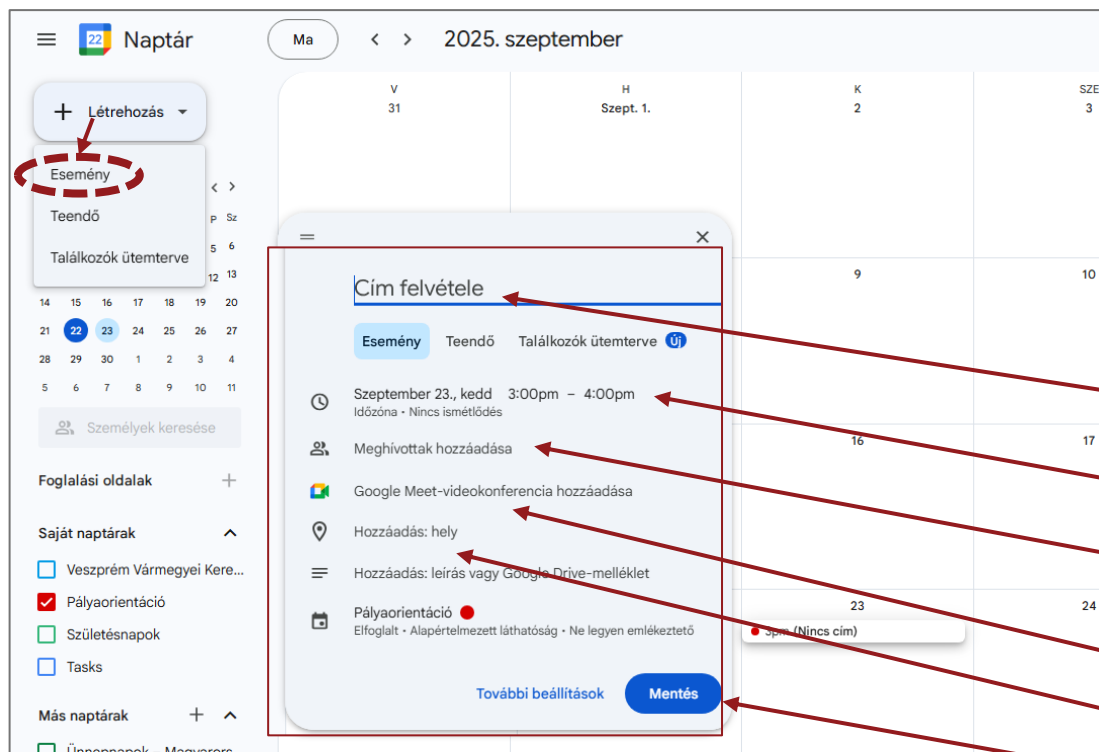 22 Naptár
Ma
2025. szeptember
Létrehozás
Esemény
Teendő
Találkozók ütemterve
P Sz
5 6
12 13
14 15 16 17 18 19 20
21 22 23 24 25 26 27
28 29 30 1 2 3 4
5 6 7 8 9 10 11
Személyek keresése
Foglalási oldalak
Saját naptárak
Veszprém Vármegyei Kere...
Pályaorientáció
Születésnapok
Tasks
Más naptárak
Ünnepnapok – Magyarors...
V H K SZE
31 Szept. 1. 2 3
9 10
16 17
23 24
3pm (Nincs cím)
Cím felvétele
Esemény Teendő Találkozók ütemterve Új
Szeptember 23., kedd 3:00pm – 4:00pm
Időzóna • Nincs ismétlődés
Meghívottak hozzáadása
Google Meet-videokonferencia hozzáadása
Hozzáadás: hely
Hozzáadás: leírás vagy Google Drive-melléklet
Pályaorientáció
Elfoglalt • Alapértelmezett láthatóság • Ne legyen emlékeztető
További beállítások Mentés